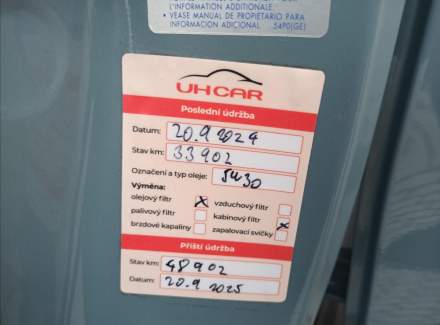 L'INFORMATION ADDITIONALE.
• VEASE MANUAL DE PROPIETARIO PARA
INFORMACION ADICIONAL. 54P0(GE)
UHCAR
Poslední údržba
Datum: 20.9.2024
Stav km: 33902
Označení a typ oleje: 5W30
Výměna:
olejový filtr X vzduchový filtr
palivový filtr kabinový filtr
brzdové kapaliny zapalovací svíčky X
Příští údržba
Stav km: 48902
Datum: 20.9 2025